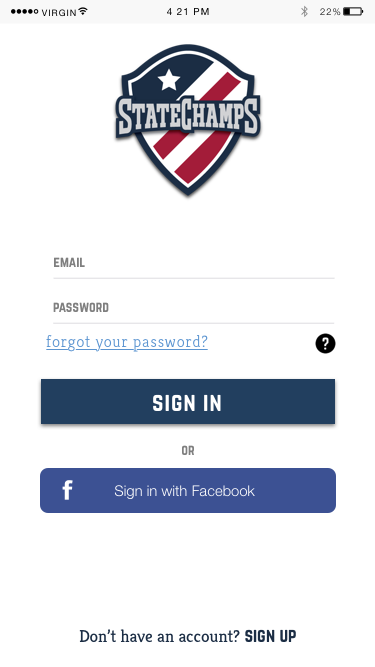 VIRGIN
4 21 PM
22%
STATECHAMPS
EMAIL
PASSWORD
forgot your password?
?
SIGN IN
OR
f
Sign in with Facebook
Don't have an account? SIGN UP